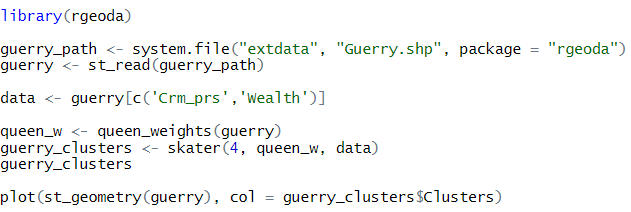 library(rgeoda)
guerry_path <- system.file("extdata", "Guerry.shp", package = "rgeoda")
guerry <- st_read(guerry_path)
data <- guerry[c('Crm_prs','Wealth')]
queen_w <- queen_weights(guerry)
guerry_clusters <- skater(4, queen_w, data)
guerry_clusters
plot(st_geometry(guerry), col = guerry_clusters$Clusters)